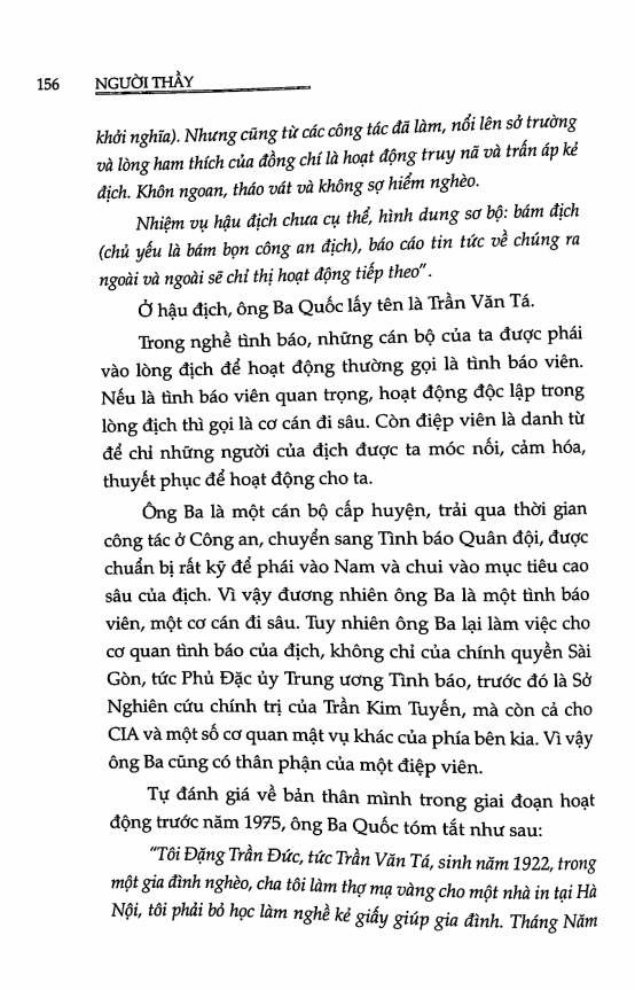 156 NGƯỜI THẦY
khởi nghĩa). Nhưng cũng từ các công tác đã làm, nổi lên sở trường
và lòng ham thích của đồng chí là hoạt động truy nã và trấn áp kẻ
địch. Khôn ngoan, tháo vát và không sợ hiểm nghèo.
Nhiệm vụ hậu địch chưa cụ thể, hình dung sơ bộ: bám địch
(chủ yếu là bám bọn công an địch), báo cáo tin tức về chúng ra
ngoài và ngoài sẽ chỉ thị hoạt động tiếp theo".
Ở hậu địch, ông Ba Quốc lấy tên là Trần Văn Tá.
Trong nghề tình báo, những cán bộ của ta được phái
vào lòng địch để hoạt động thường gọi là tình báo viên.
Nếu là tình báo viên quan trọng, hoạt động độc lập trong
lòng địch thì gọi là cơ cán đi sâu. Còn điệp viên là danh từ
để chỉ những người của địch được ta móc nối, cảm hóa,
thuyết phục để hoạt động cho ta.
Ông Ba là một cán bộ cấp huyện, trải qua thời gian
công tác ở Công an, chuyển sang Tình báo Quân đội, được
chuẩn bị rất kỹ để phái vào Nam và chui vào mục tiêu cao
sâu của địch. Vì vậy đương nhiên ông Ba là một tình báo
viên, một cơ cán đi sâu. Tuy nhiên ông Ba lại làm việc cho
cơ quan tình báo của địch, không chỉ của chính quyền Sài
Gòn, tức Phủ Đặc ủy Trung ương Tình báo, trước đó là Sở
Nghiên cứu chính trị của Trần Kim Tuyến, mà còn cả cho
CIA và một số cơ quan mật vụ khác của phía bên kia. Vì vậy
ông Ba cũng có thân phận của một điệp viên.
Tự đánh giá về bản thân mình trong giai đoạn hoạt
động trước năm 1975, ông Ba Quốc tóm tắt như sau:
"Tôi Đặng Trần Đức, tức Trần Văn Tá, sinh năm 1922, trong
một gia đình nghèo, cha tôi làm thợ mạ vàng cho một nhà in tại Hà
Nội, tôi phải bỏ học làm nghề kẻ giấy giúp gia đình. Tháng Năm